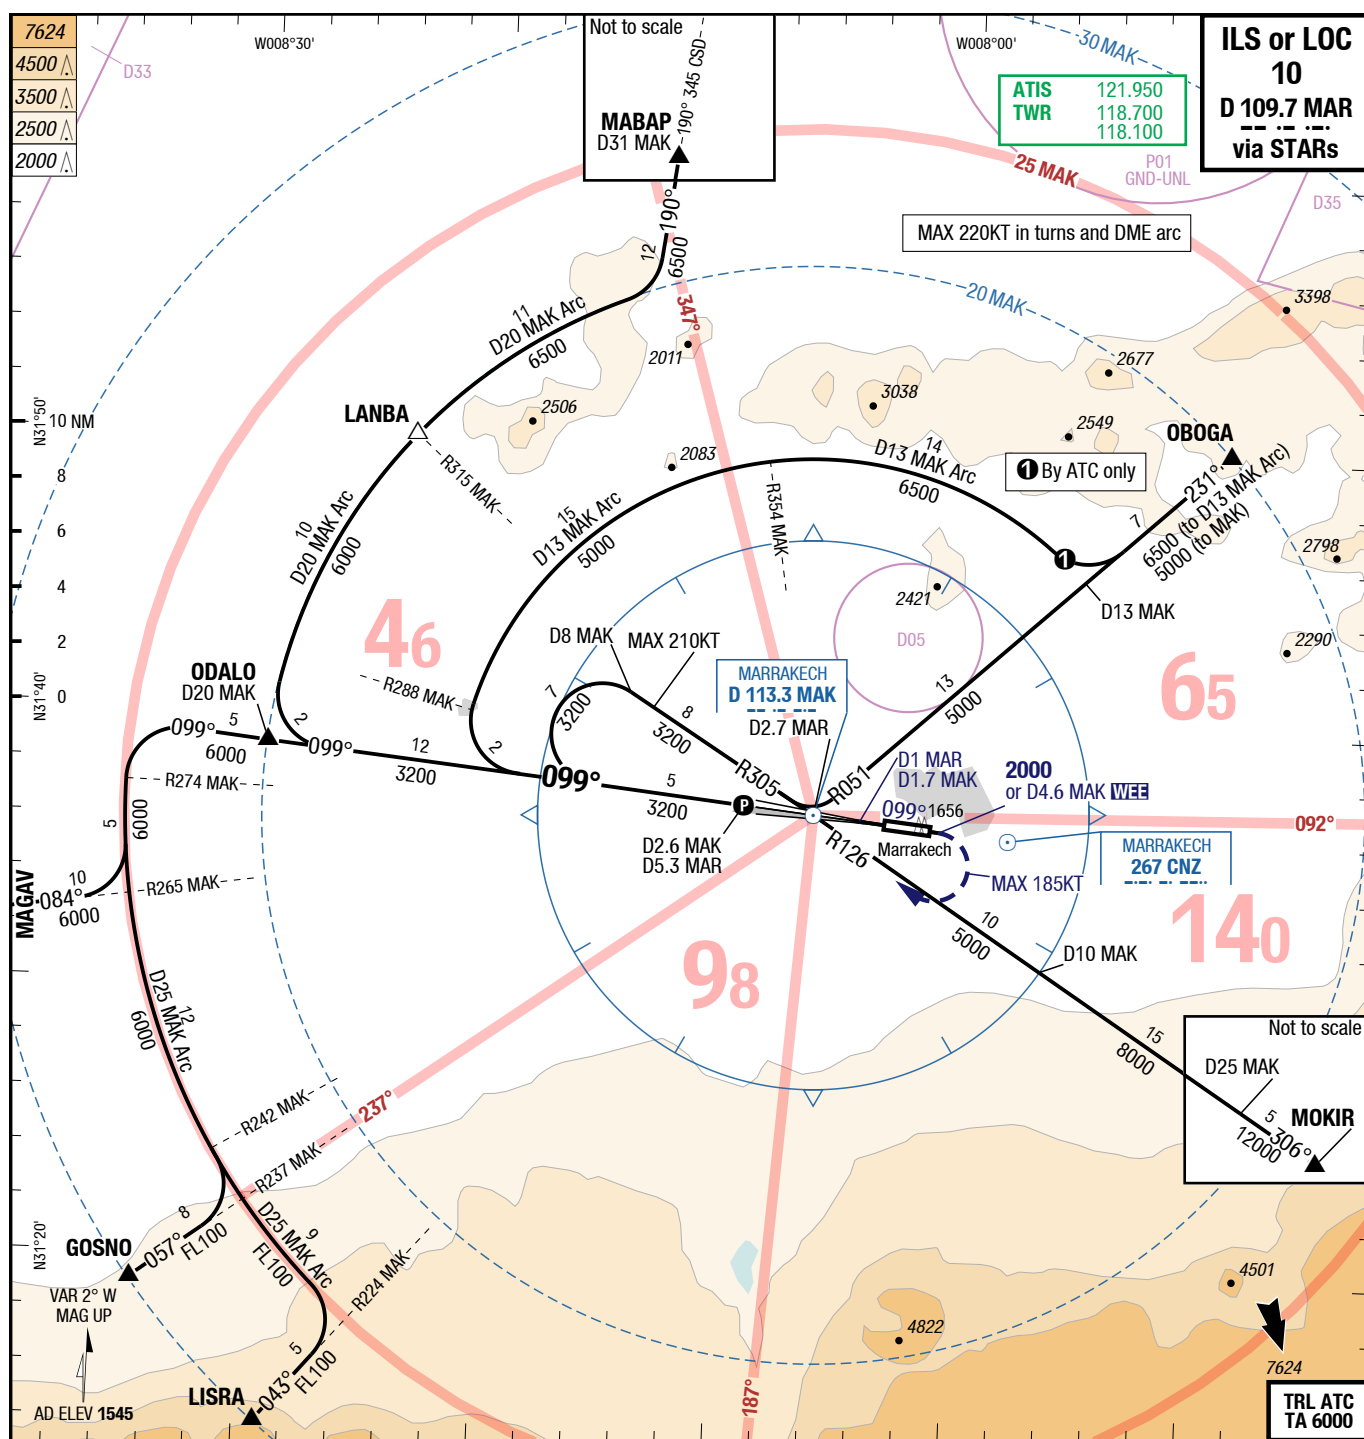 7624
4500
3500
2500
2000
D33
W008°30'
Not to scale
190° 345 CSD
MABAP
D31 MAK
W008°00'
30 MAK
ILS or LOC
10
D 109.7 MAR
via STARs
ATIS 121.950
TWR 118.700
118.100
25 MAK
P01
GND-UNL
D35
MAX 220KT in turns and DME arc
190°
12
6500
347°
20 MAK
3398
11
D20 MAK Arc
6500
2011
2677
3038
2506
2549
LANBA
N31°50'
10 NM
8
6
4
2
0
N31°40'
R315 MAK
2083
14
D13 MAK Arc
6500
OBOGA
1 By ATC only
231°
7
6500 (to D13 MAK Arc)
5000 (to MAK)
R354 MAK
15
D13 MAK Arc
5000
10
D20 MAK Arc
6000
1
2798
D13 MAK
2421
D05
2290
46
65
D8 MAK
MAX 210KT
ODALO
D20 MAK
R288 MAK
MARRAKECH
D 113.3 MAK
D2.7 MAR
13
5000
7
3200
8
3200
5
099°
6000
2
099°
12
3200
2
099°
5
3200
R305
R051
D1 MAR
D1.7 MAK
2000
or D4.6 MAK WEE
R274 MAK
5
6000
P
D2.6 MAK
D5.3 MAR
099°
1656
Marrakech
092°
R126
MARRAKECH
267 CNZ
MAX 185KT
MAGAV
10
084°
6000
R265 MAK
98
140
10
5000
D10 MAK
12
D25 MAK Arc
6000
15
8000
Not to scale
D25 MAK
5
306°
12000
MOKIR
R242 MAK
237°
R237 MAK
N31°20'
GOSNO
8
057°
FL100
9
D25 MAK Arc
FL100
R224 MAK
VAR 2° W
MAG UP
5
043°
FL100
LISRA
AD ELEV 1545
4501
4822
7624
187°
TRL ATC
TA 6000